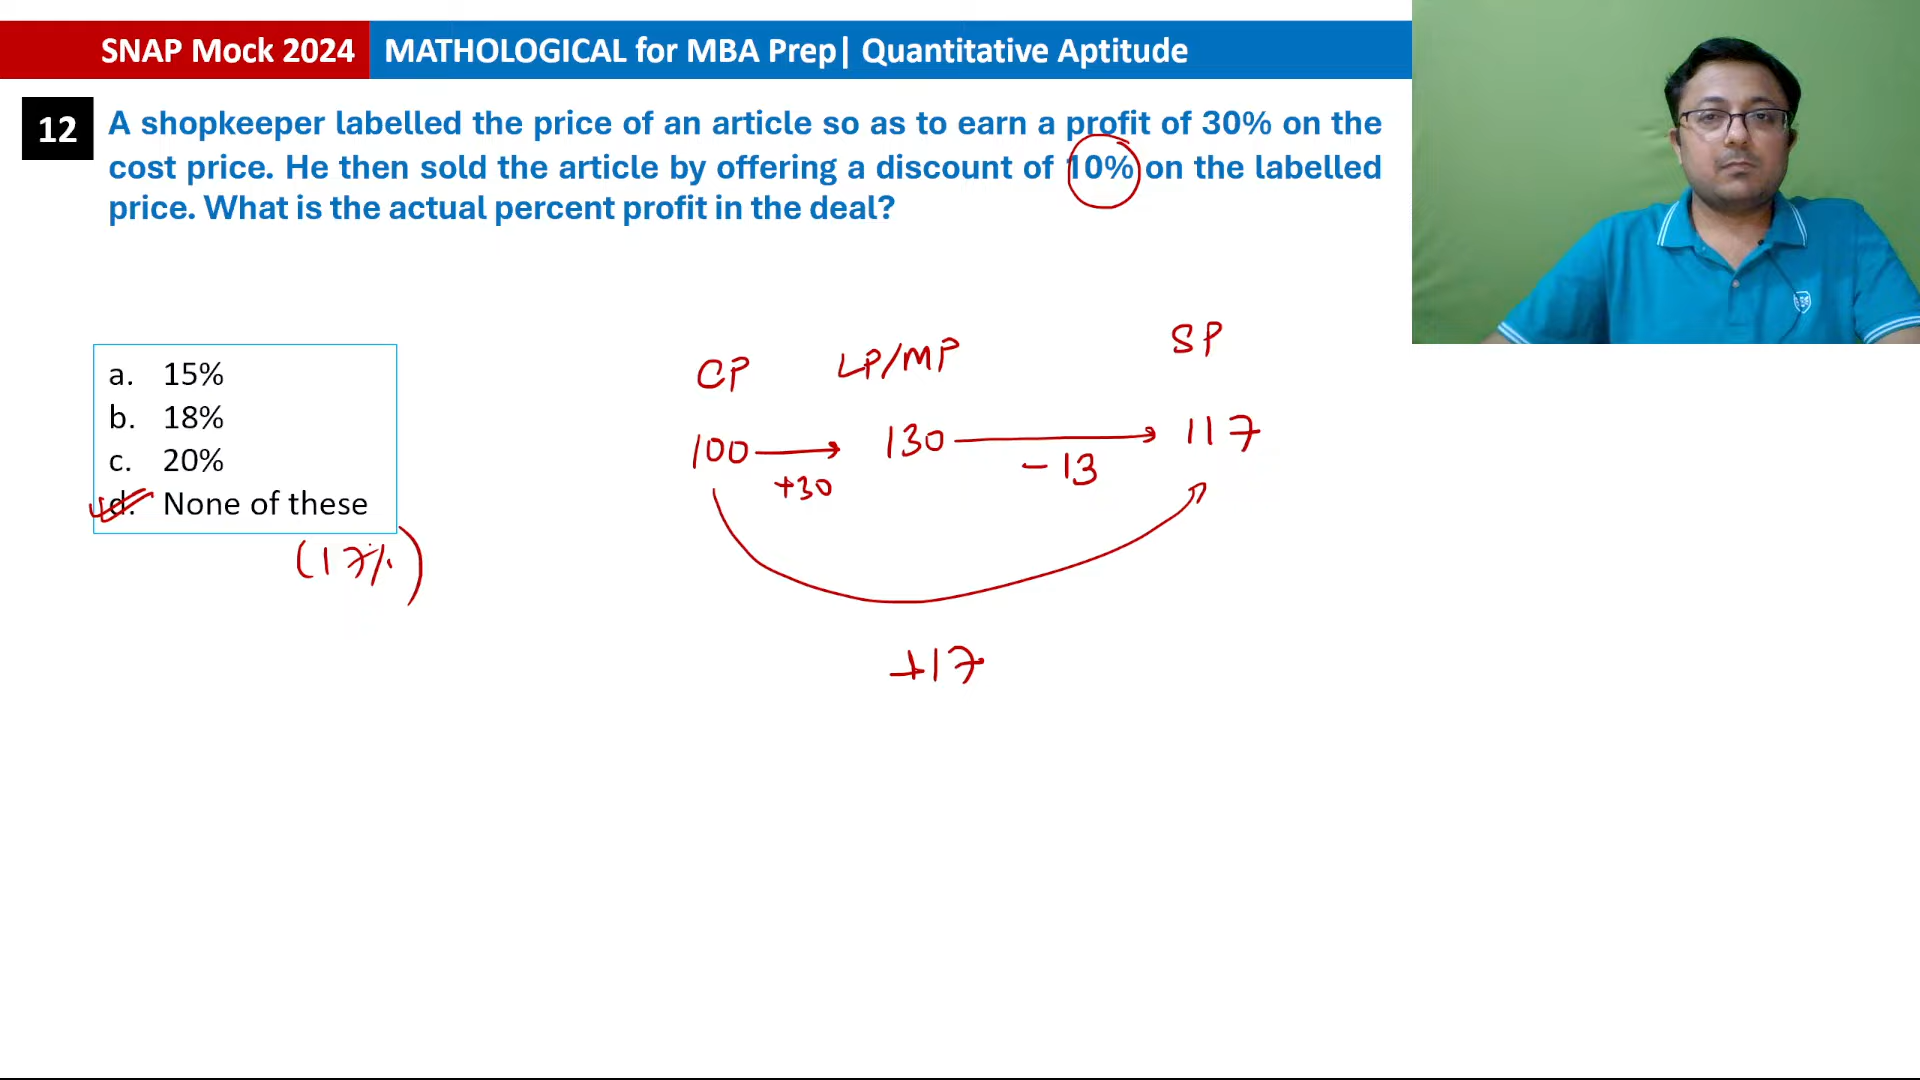 SNAP Mock 2024 MATHOLOGICAL for MBA Prep| Quantitative Aptitude
12 A shopkeeper labelled the price of an article so as to earn a profit of 30% on the
cost price. He then sold the article by offering a discount of 10% on the labelled
price. What is the actual percent profit in the deal?
a. 15%
b. 18%
c. 20%
d. None of these
(17%)
CP LP/MP SP
100 130 117
+30 - 13
+17